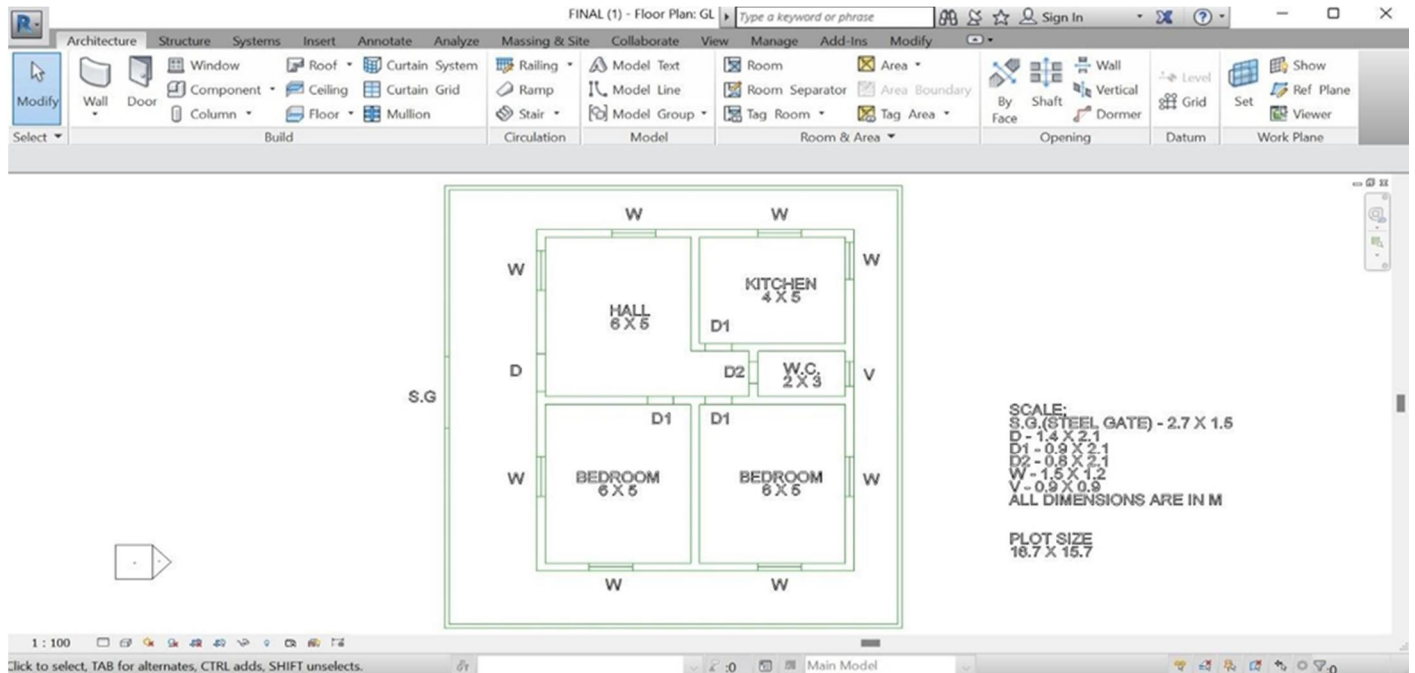 FINAL (1) - Floor Plan: GL
Type a keyword or phrase
Sign In
Architecture Structure Systems Insert Annotate Analyze Massing & Site Collaborate View Manage Add-Ins Modify
Modify
Wall
Door
Window
Component
Column
Roof
Ceiling
Floor
Curtain System
Curtain Grid
Mullion
Railing
Ramp
Stair
Model Text
Model Line
Model Group
Room
Room Separator
Tag Room
Area
Area Boundary
Tag Area
By Face
Shaft
Wall
Vertical
Dormer
Level
Grid
Set
Show
Ref Plane
Viewer
Select Build Circulation Model Room & Area Opening Datum Work Plane
W W
W W
KITCHEN
4 X 5
HALL
6 X 5
D1
D D2 W.C. V
2 X 3
S.G
D1 D1
W BEDROOM BEDROOM W
6 X 5 6 X 5
W W
SCALE;
S.G.(STEEL GATE) - 2.7 X 1.5
D - 1.4 X 2.1
D1 - 0.9 X 2.1
D2 - 0.8 X 2.1
W - 1.5 X 1.2
V - 0.9 X 0.9
ALL DIMENSIONS ARE IN M
PLOT SIZE
16.7 X 15.7
1 : 100
Click to select, TAB for alternates, CTRL adds, SHIFT unselects.
:0
Main Model
:0